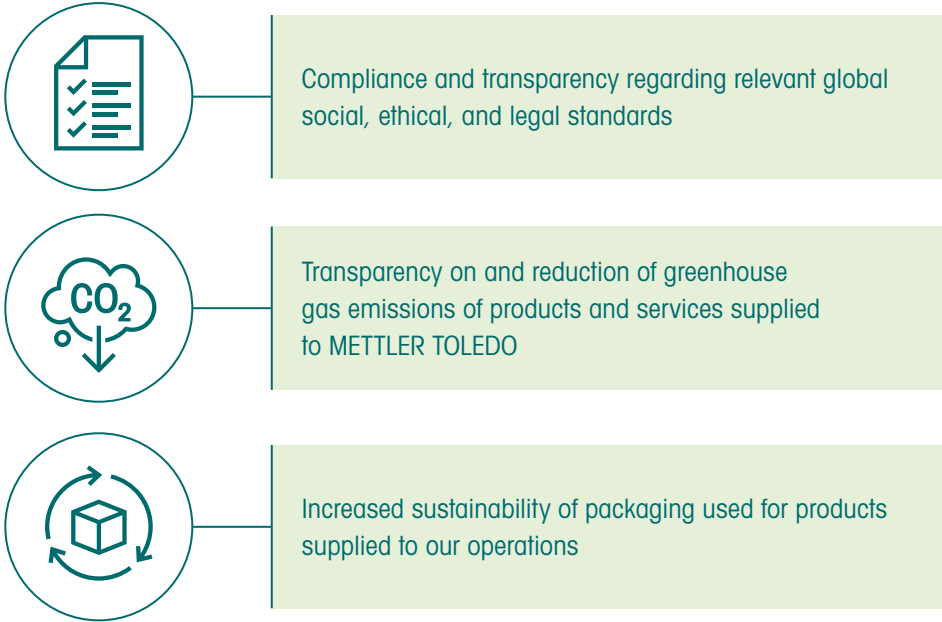 Compliance and transparency regarding relevant global
social, ethical, and legal standards
CO₂
Transparency on and reduction of greenhouse
gas emissions of products and services supplied
to METTLER TOLEDO
Increased sustainability of packaging used for products
supplied to our operations